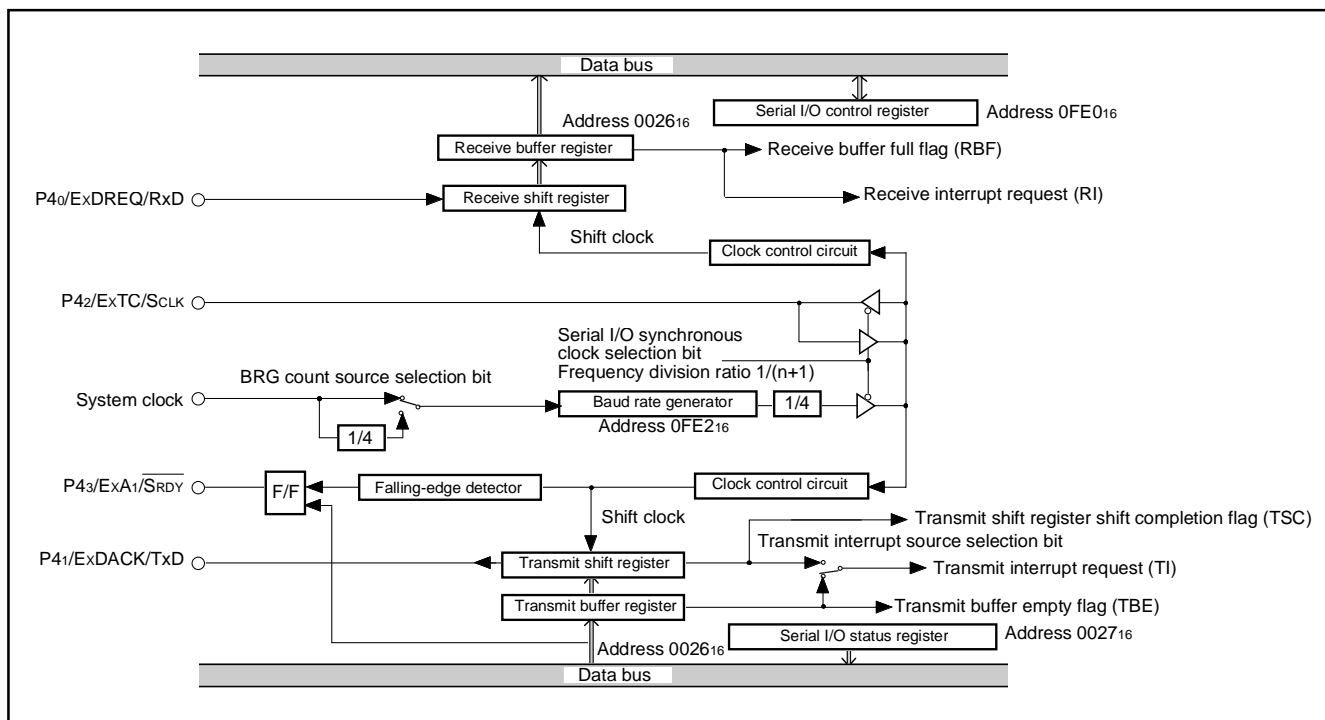 Data bus
Serial I/O control register
Address 0FE016
Address 002616
Receive buffer register
Receive buffer full flag (RBF)
P40/EXDREQ/RxD
Receive shift register
Receive interrupt request (RI)
Shift clock
Clock control circuit
P42/EXTC/SCLK
Serial I/O synchronous
clock selection bit
Frequency division ratio 1/(n+1)
BRG count source selection bit
System clock
Baud rate generator
1/4
Address 0FE216
1/4
P43/EXA1/SRDY
F/F
Falling-edge detector
Clock control circuit
Shift clock
Transmit shift register shift completion flag (TSC)
Transmit interrupt source selection bit
P41/EXDACK/TxD
Transmit shift register
Transmit interrupt request (TI)
Transmit buffer register
Transmit buffer empty flag (TBE)
Serial I/O status register
Address 002716
Address 002616
Data bus